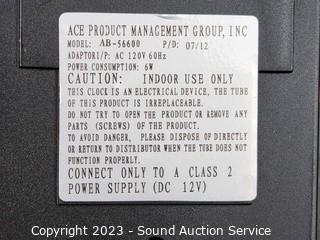 ACE PRODUCT MANAGEMENT GROUP, INC
MODEL: AB-56600 P/D: 07/12
ADAPTORI/P: AC 120V 60Hz
POWER CONSUMPTION: 6W
CAUTION: INDOOR USE ONLY
THIS CLOCK IS AN ELECTRICAL DEVICE, THE TUBE
OF THIS PRODUCT IS IRREPLACEABLE.
DO NOT TRY TO OPEN THE PRODUCT OR REMOVE ANY
PARTS (SCREWS) OF THE PRODUCT.
TO AVOID DANGER, PLEASE DISPOSE OF DIRECTLY
OR RETURN TO DISTRIBUTOR WHEN THE TUBE DOES NOT
FUNCTION PROPERLY.
CONNECT ONLY TO A CLASS 2
POWER SUPPLY (DC 12V)
Copyright 2023 - Sound Auction Service